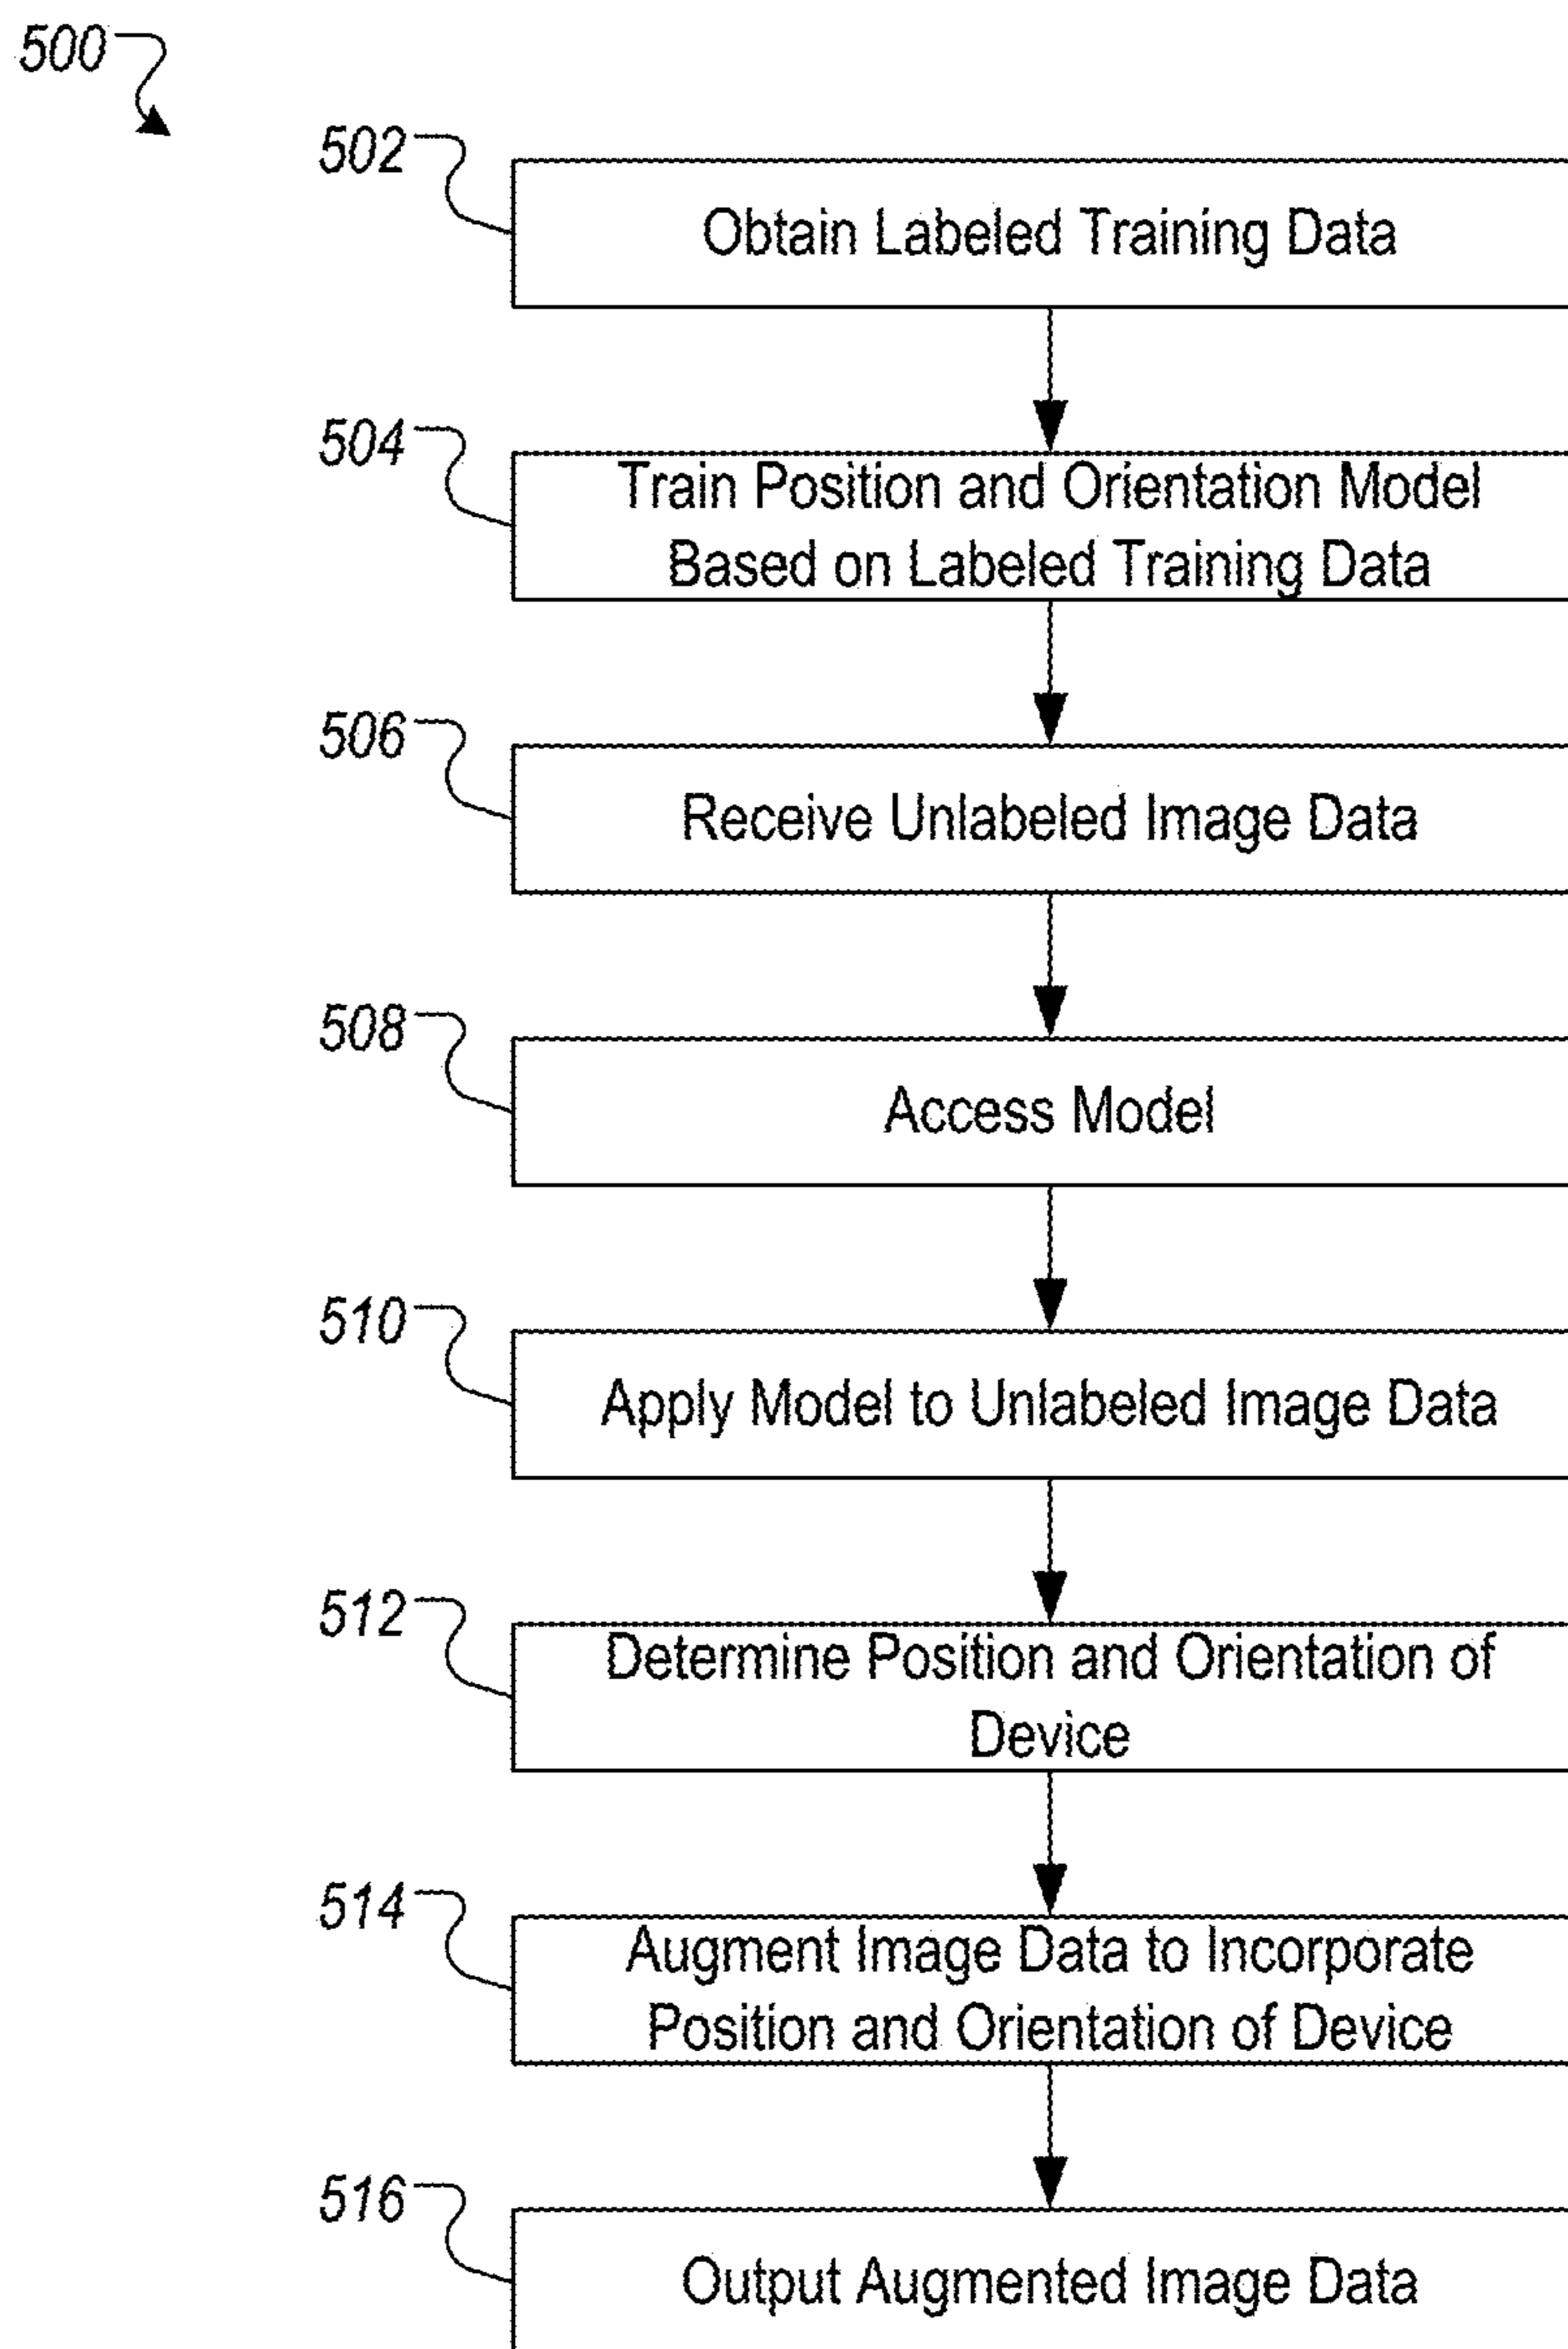 500
502
Obtain Labeled Training Data
504
Train Position and Orientation Model
Based on Labeled Training Data
506
Receive Unlabeled Image Data
508
Access Model
510
Apply Model to Unlabeled Image Data
512
Determine Position and Orientation of
Device
514
Augment Image Data to Incorporate
Position and Orientation of Device
516
Output Augmented Image Data